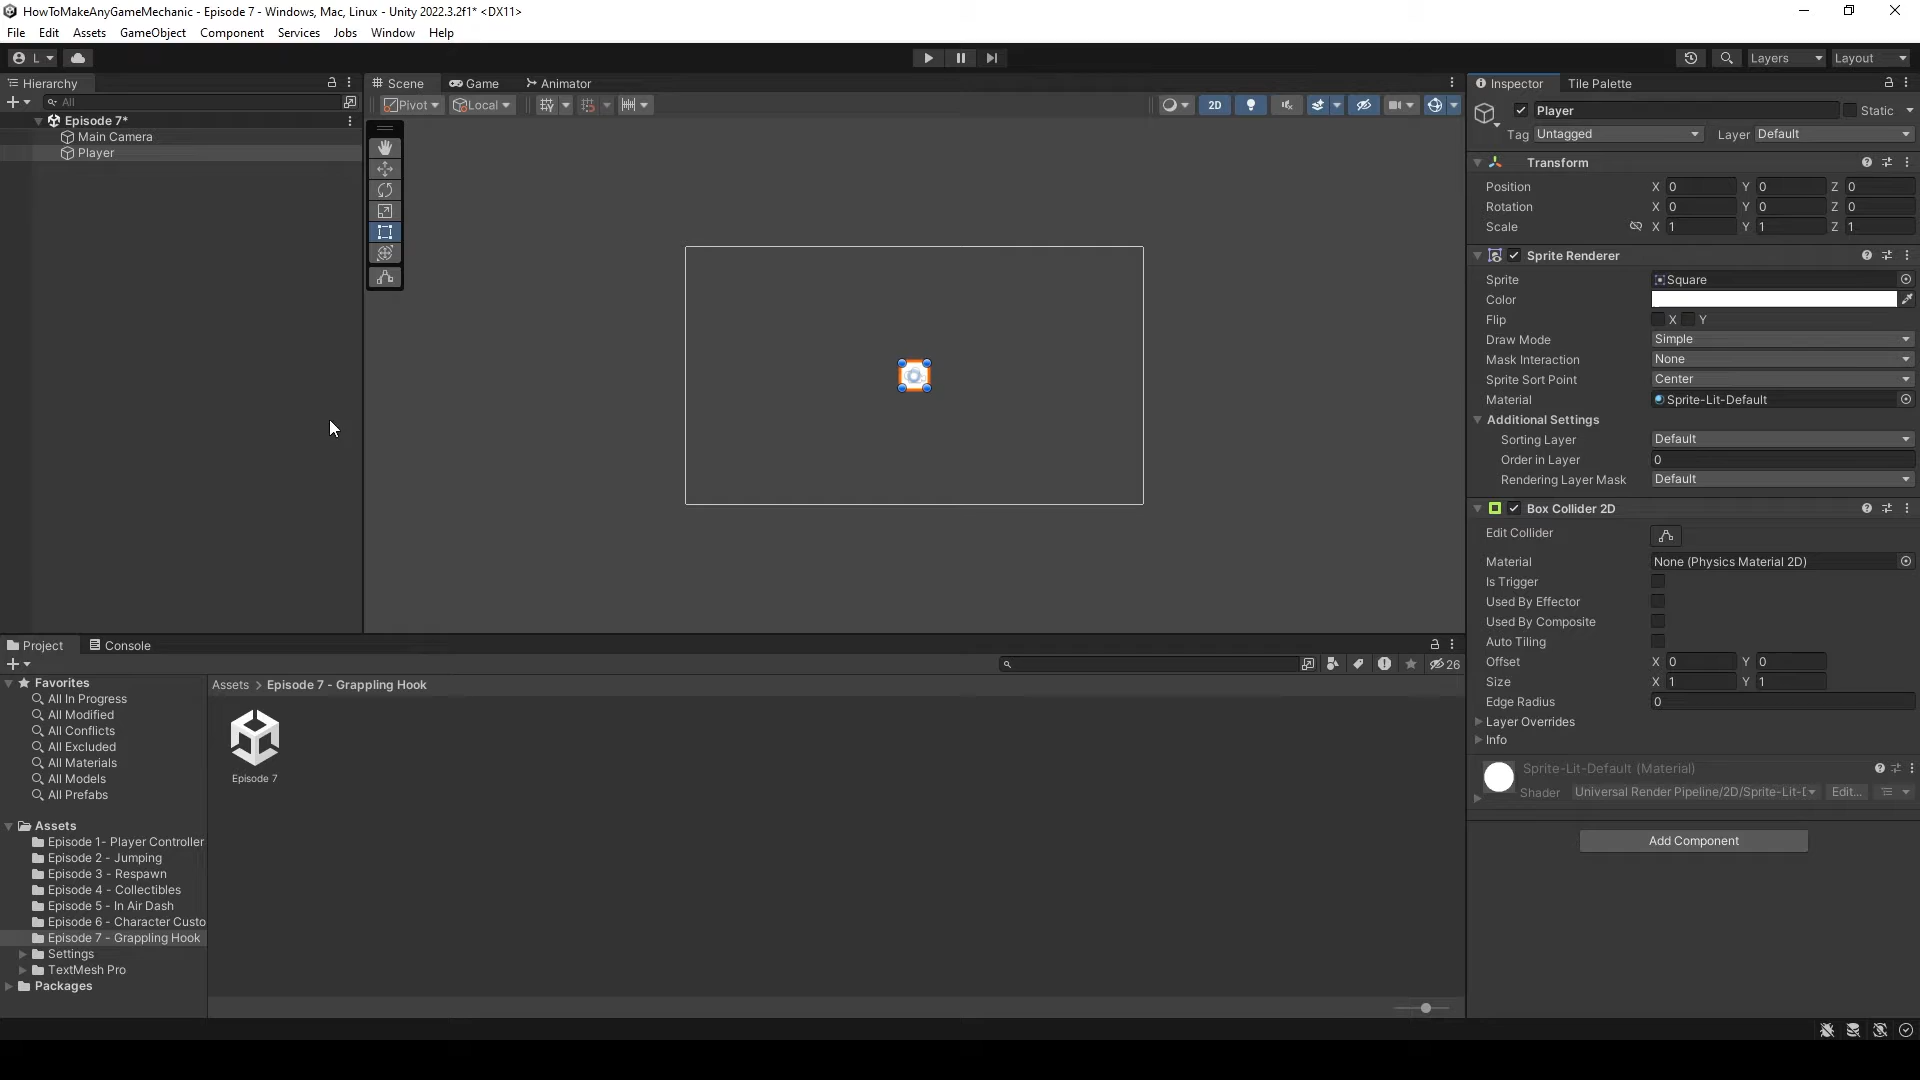 HowToMakeAnyGameMechanic - Episode 7 - Windows, Mac, Linux - Unity 2022.3.2f1* <DX11>
File Edit Assets GameObject Component Services Jobs Window Help
L Layers Layout
Hierarchy
All
Episode 7*
Main Camera
Player
Scene Game Animator
Pivot Local 2D
Inspector Tile Palette
Player Static
Tag Untagged Layer Default
Transform
Position X 0 Y 0 Z 0
Rotation X 0 Y 0 Z 0
Scale X 1 Y 1 Z 1
Sprite Renderer
Sprite Square
Color
Flip X Y
Draw Mode Simple
Mask Interaction None
Sprite Sort Point Center
Material Sprite-Lit-Default
Additional Settings
Sorting Layer Default
Order in Layer 0
Rendering Layer Mask Default
Box Collider 2D
Edit Collider
Material None (Physics Material 2D)
Is Trigger
Used By Effector
Used By Composite
Auto Tiling
Offset X 0 Y 0
Size X 1 Y 1
Edge Radius 0
Layer Overrides
Info
Sprite-Lit-Default (Material)
Shader Universal Render Pipeline/2D/Sprite-Lit-D Edit...
Add Component
Project Console
26
Favorites
All In Progress
All Modified
All Conflicts
All Excluded
All Materials
All Models
All Prefabs
Assets
Episode 1- Player Controller
Episode 2 - Jumping
Episode 3 - Respawn
Episode 4 - Collectibles
Episode 5 - In Air Dash
Episode 6 - Character Custo
Episode 7 - Grappling Hook
Settings
TextMesh Pro
Packages
Assets > Episode 7 - Grappling Hook
Episode 7